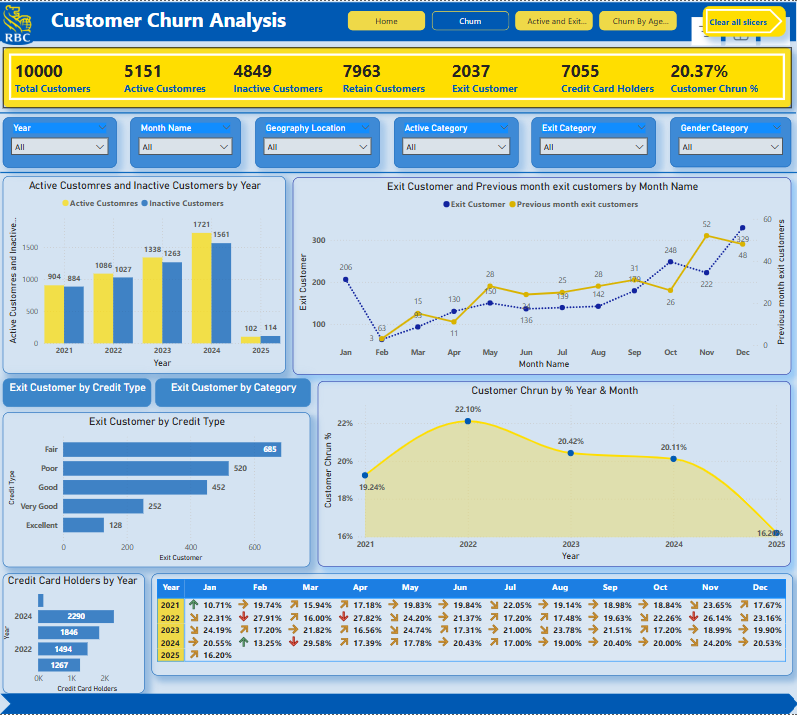 RBC
Customer Churn Analysis
Home
Churn
Active and Exit...
Churn By Age...
Clear all slicers
10000
5151
4849
7963
2037
7055
20.37%
Total Customers
Active Customres
Inactive Customers
Retain Customers
Exit Customer
Credit Card Holders
Customer Chrun %
Year
Month Name
Geography Location
Active Category
Exit Category
Gender Category
All
All
All
All
All
All
Active Customres and Inactive Customers by Year
Active Customres
Inactive Customers
Active Customres and Inactive...
1500
1000
500
0
904
884
1086
1027
1338
1263
1721
1561
102
114
2021
2022
2023
2024
2025
Year
Exit Customer and Previous month exit customers by Month Name
Exit Customer
Previous month exit customers
Exit Customer
300
200
100
206
3
63
15
130
11
28
150
136
25
139
28
142
31
248
26
52
222
329
48
60
40
20
0
Previous month exit customers
Jan
Feb
Mar
Apr
May
Jun
Jul
Aug
Sep
Oct
Nov
Dec
Month Name
Exit Customer by Credit Type
Exit Customer by Category
Exit Customer by Credit Type
Credit Type
Fair
685
Poor
520
Good
452
Very Good
252
Excellent
128
0
200
400
600
Exit Customer
Customer Chrun by % Year & Month
Customer Chrun %
22%
20%
18%
16%
19.24%
22.10%
20.42%
20.11%
16.20%
2021
2022
2023
2024
2025
Year
Credit Card Holders by Year
Year
2024
2022
2290
1846
1494
1267
0K
1K
2K
Credit Card Holders
Year Jan Feb Mar Apr May Jun Jul Aug Sep Oct Nov Dec
2021 10.71% 19.74% 15.94% 17.18% 19.83% 19.84% 22.05% 19.14% 18.98% 18.84% 23.65% 17.67%
2022 22.31% 27.91% 16.00% 27.82% 24.20% 21.37% 17.20% 17.48% 19.63% 22.26% 26.14% 23.16%
2023 24.19% 17.20% 21.82% 16.56% 24.74% 17.31% 21.00% 23.78% 21.51% 17.20% 18.99% 19.90%
2024 20.55% 13.25% 29.58% 17.39% 17.78% 20.43% 17.00% 19.00% 20.40% 20.00% 24.20% 20.53%
2025 16.20%